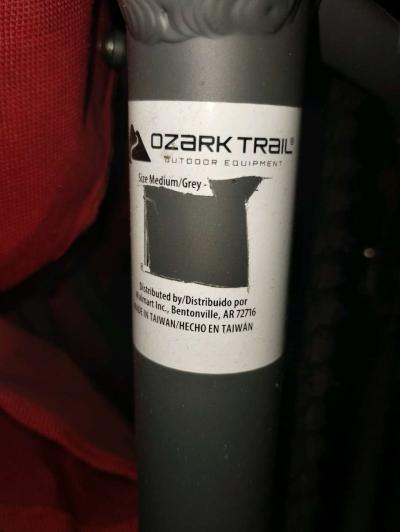 OZARK TRAIL®
OUTDOOR EQUIPMENT
Size Medium/Grey -
Distributed by/Distribuido por
Walmart Inc., Bentonville, AR 72716
MADE IN TAIWAN/HECHO EN TAIWÁN